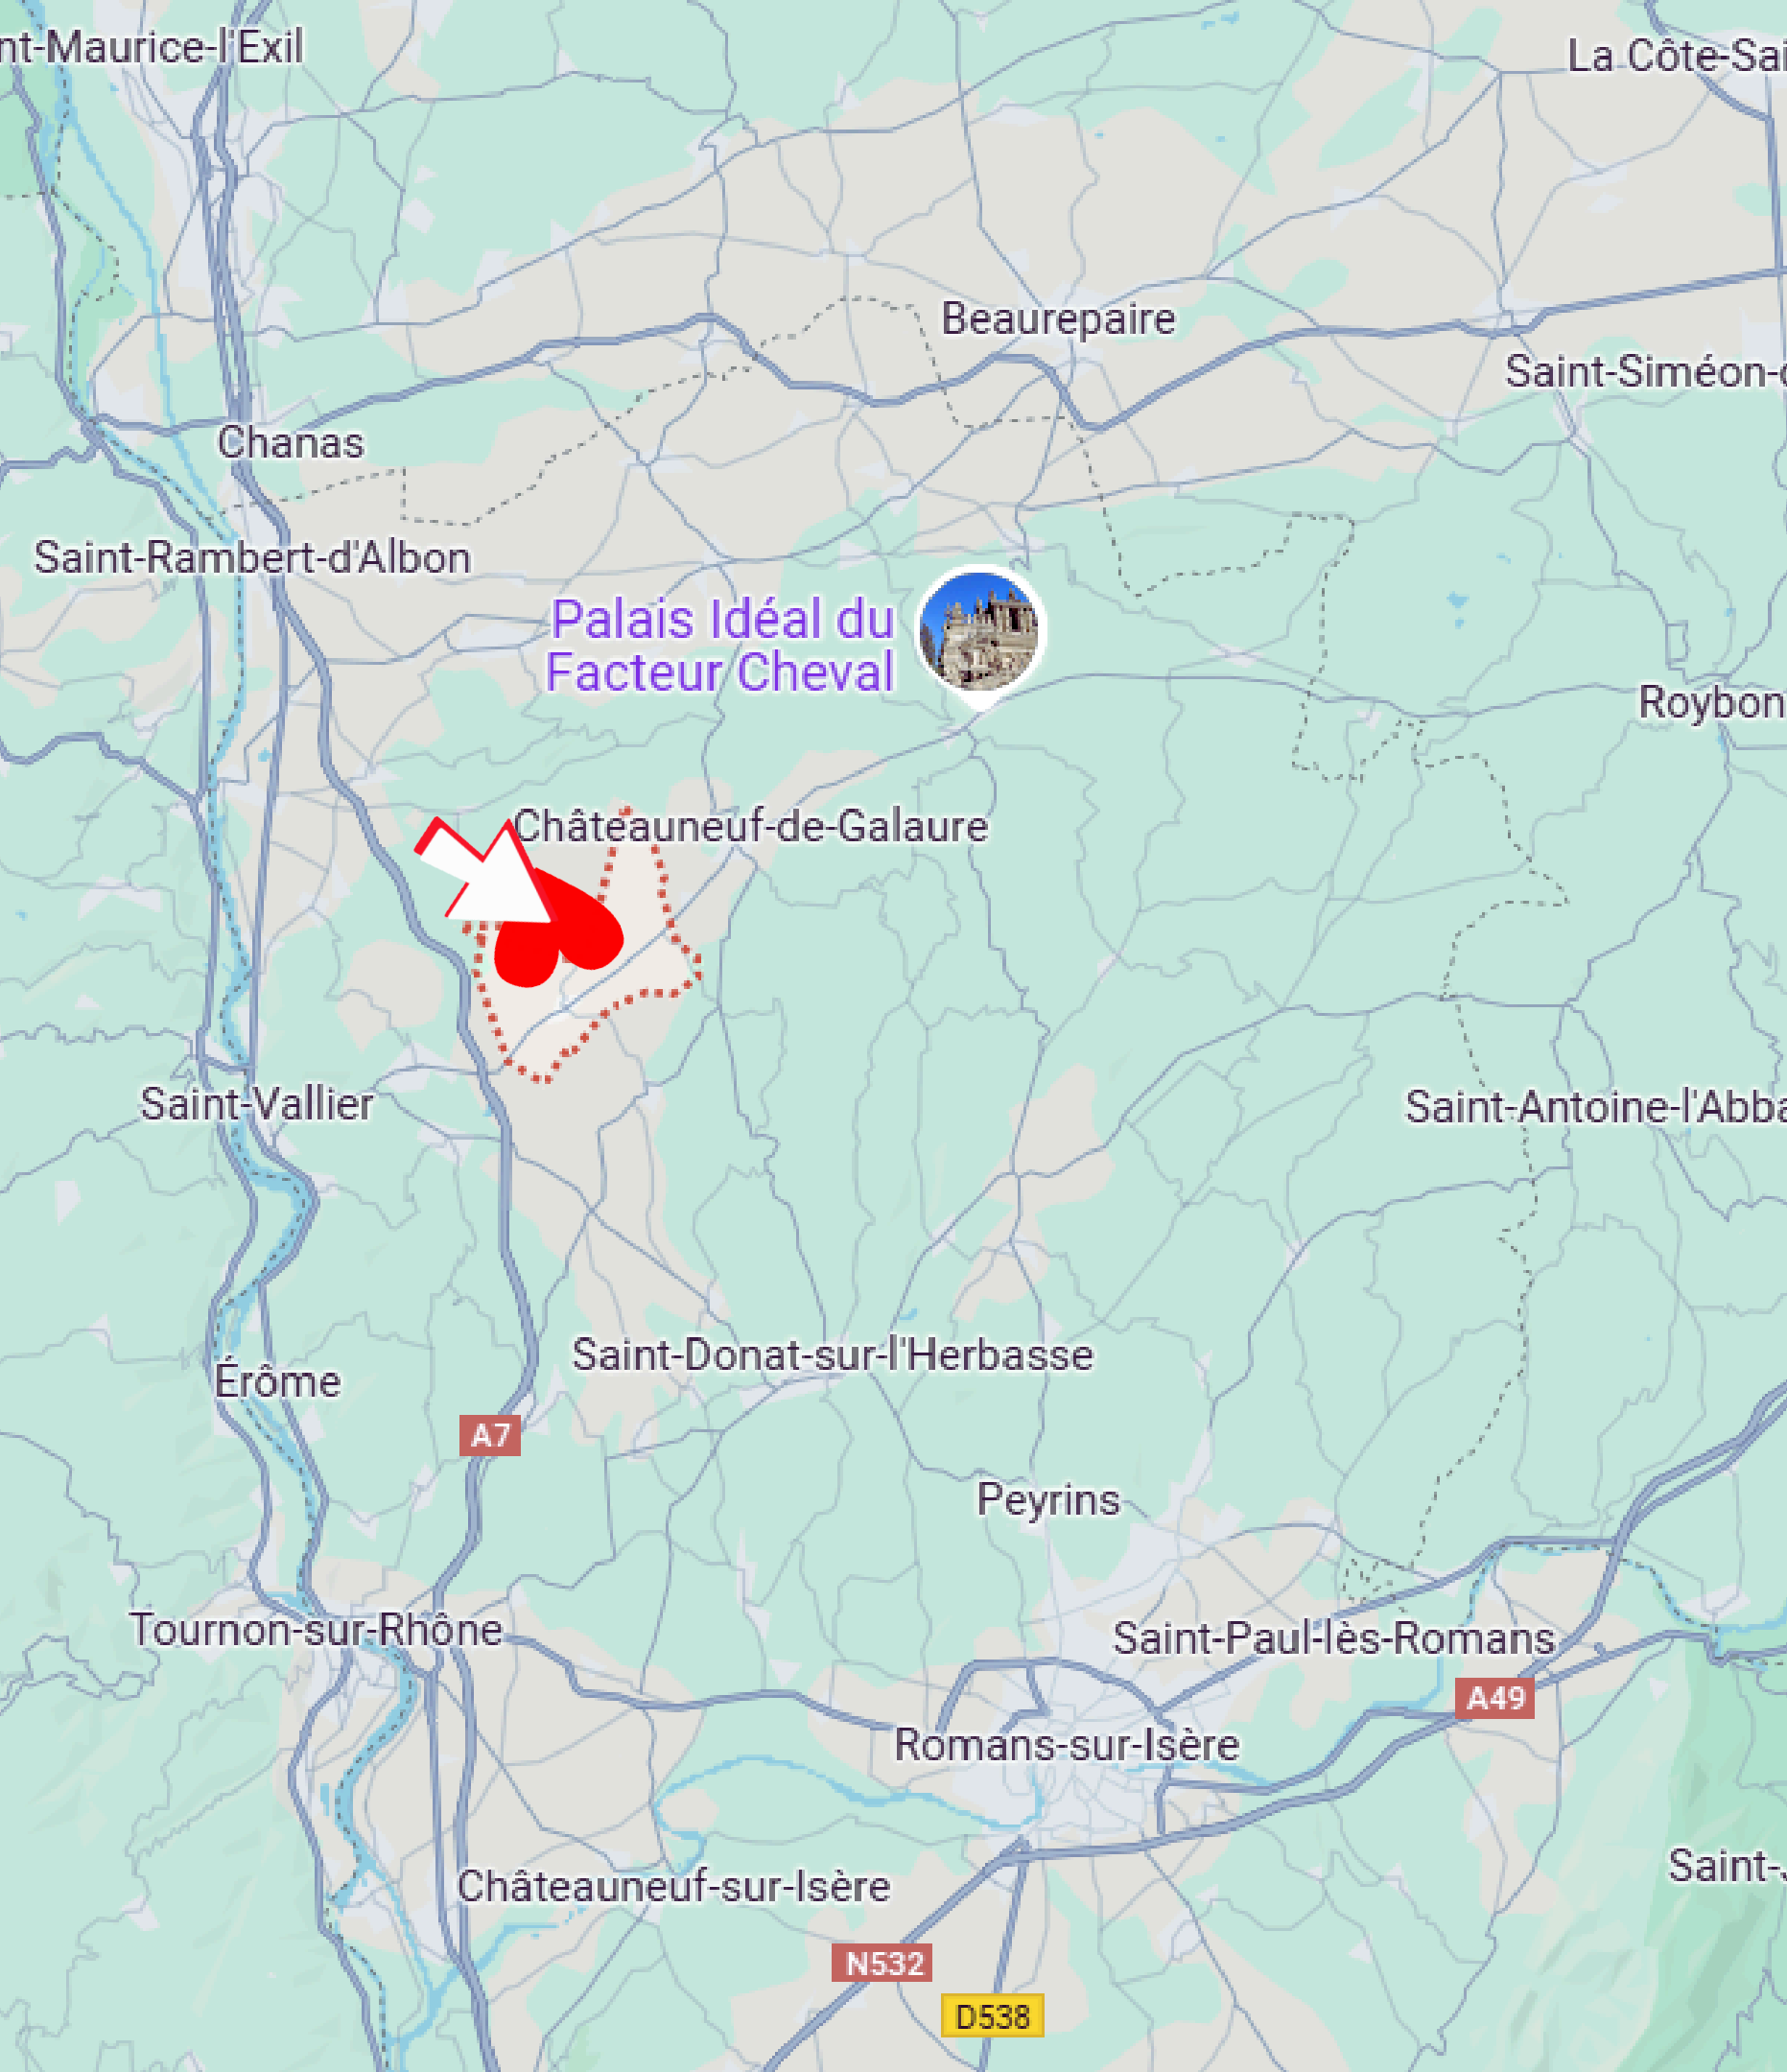 nt-Maurice-l'Exil
La Côte-Sai
Beaurepaire
Saint-Siméon-d
Chanas
Saint-Rambert-d'Albon
Palais Idéal du
Facteur Cheval
Roybon
Châteauneuf-de-Galaure
Saint-Vallier
Saint-Antoine-l'Abba
Saint-Donat-sur-l'Herbasse
Érôme
A7
Peyrins
Tournon-sur-Rhône
Saint-Paul-lès-Romans
A49
Romans-sur-Isère
Saint-J
Châteauneuf-sur-Isère
N532
D538